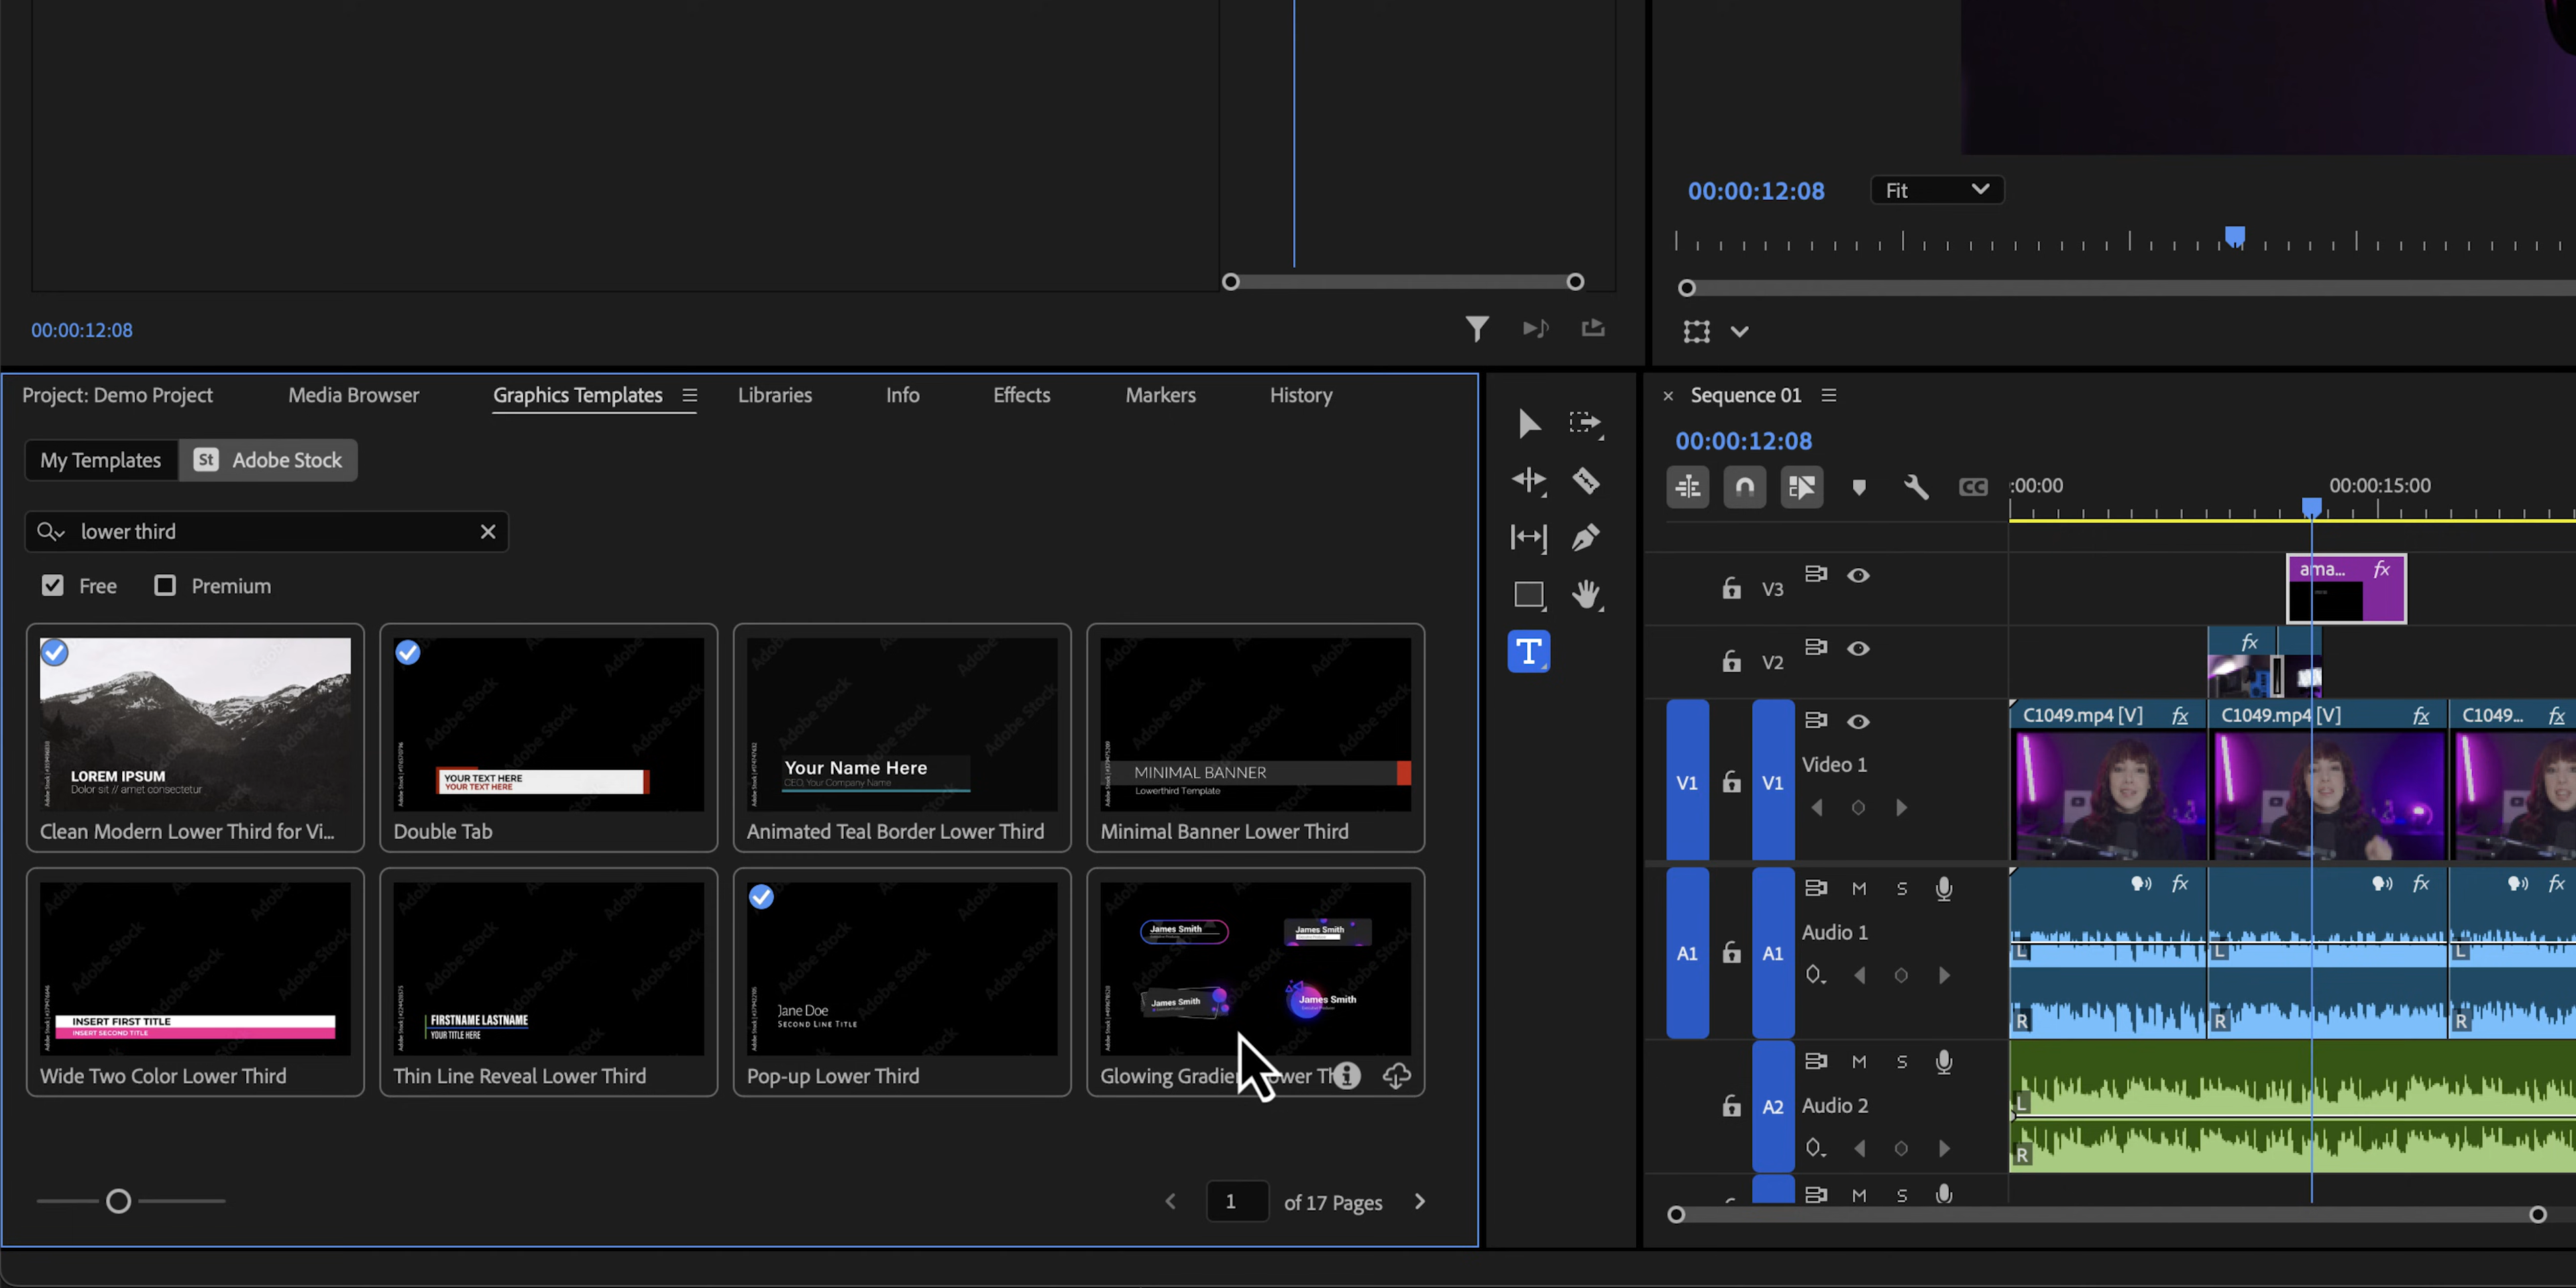 00:00:12:08
Fit
00:00:12:08
Project: Demo Project
Media Browser
Graphics Templates
Libraries
Info
Effects
Markers
History
My Templates
St Adobe Stock
lower third
Free
Premium
LOREM IPSUM
Dolor sit // amet consectetur
Clean Modern Lower Third for Vi...
YOUR TEXT HERE
YOUR TEXT HERE
Double Tab
Your Name Here
CEO, Your Company Name
Animated Teal Border Lower Third
MINIMAL BANNER
Lowerthird Template
Minimal Banner Lower Third
INSERT FIRST TITLE
INSERT SECOND TITLE
Wide Two Color Lower Third
FIRSTNAME LASTNAME
YOUR TITLE HERE
Thin Line Reveal Lower Third
Jane Doe
SECOND LINE TITLE
Pop-up Lower Third
James Smith
James Smith
James Smith
James Smith
Glowing
Adobe Stock
1 of 17 Pages
T
Sequence 01
00:00:12:08
CC
:00:00
00:00:15:00
V3
ama... fx
V2
fx
C1049.mp4 [V] fx
C1049.mp4 [V] fx
C1049... fx
V1
V1
Video 1
A1
A1
M S
Audio 1
fx
fx
fx
L
L
L
R
R
R
A2
M S
Audio 2
L
R
M S